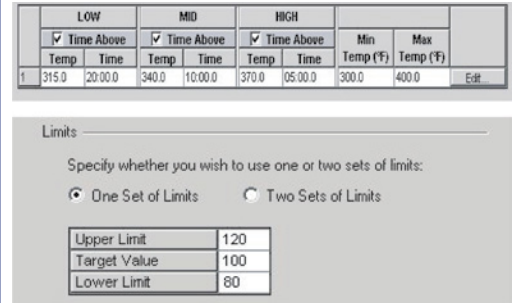 LOW MID HIGH
Time Above Time Above Time Above Min Max
Temp Time Temp Time Temp Time Temp (°F) Temp (°F)
1 315.0 20:00.0 340.0 10:00.0 370.0 05:00.0 300.0 400.0 Edit...
Limits
Specify whether you wish to use one or two sets of limits:
One Set of Limits Two Sets of Limits
Upper Limit 120
Target Value 100
Lower Limit 80